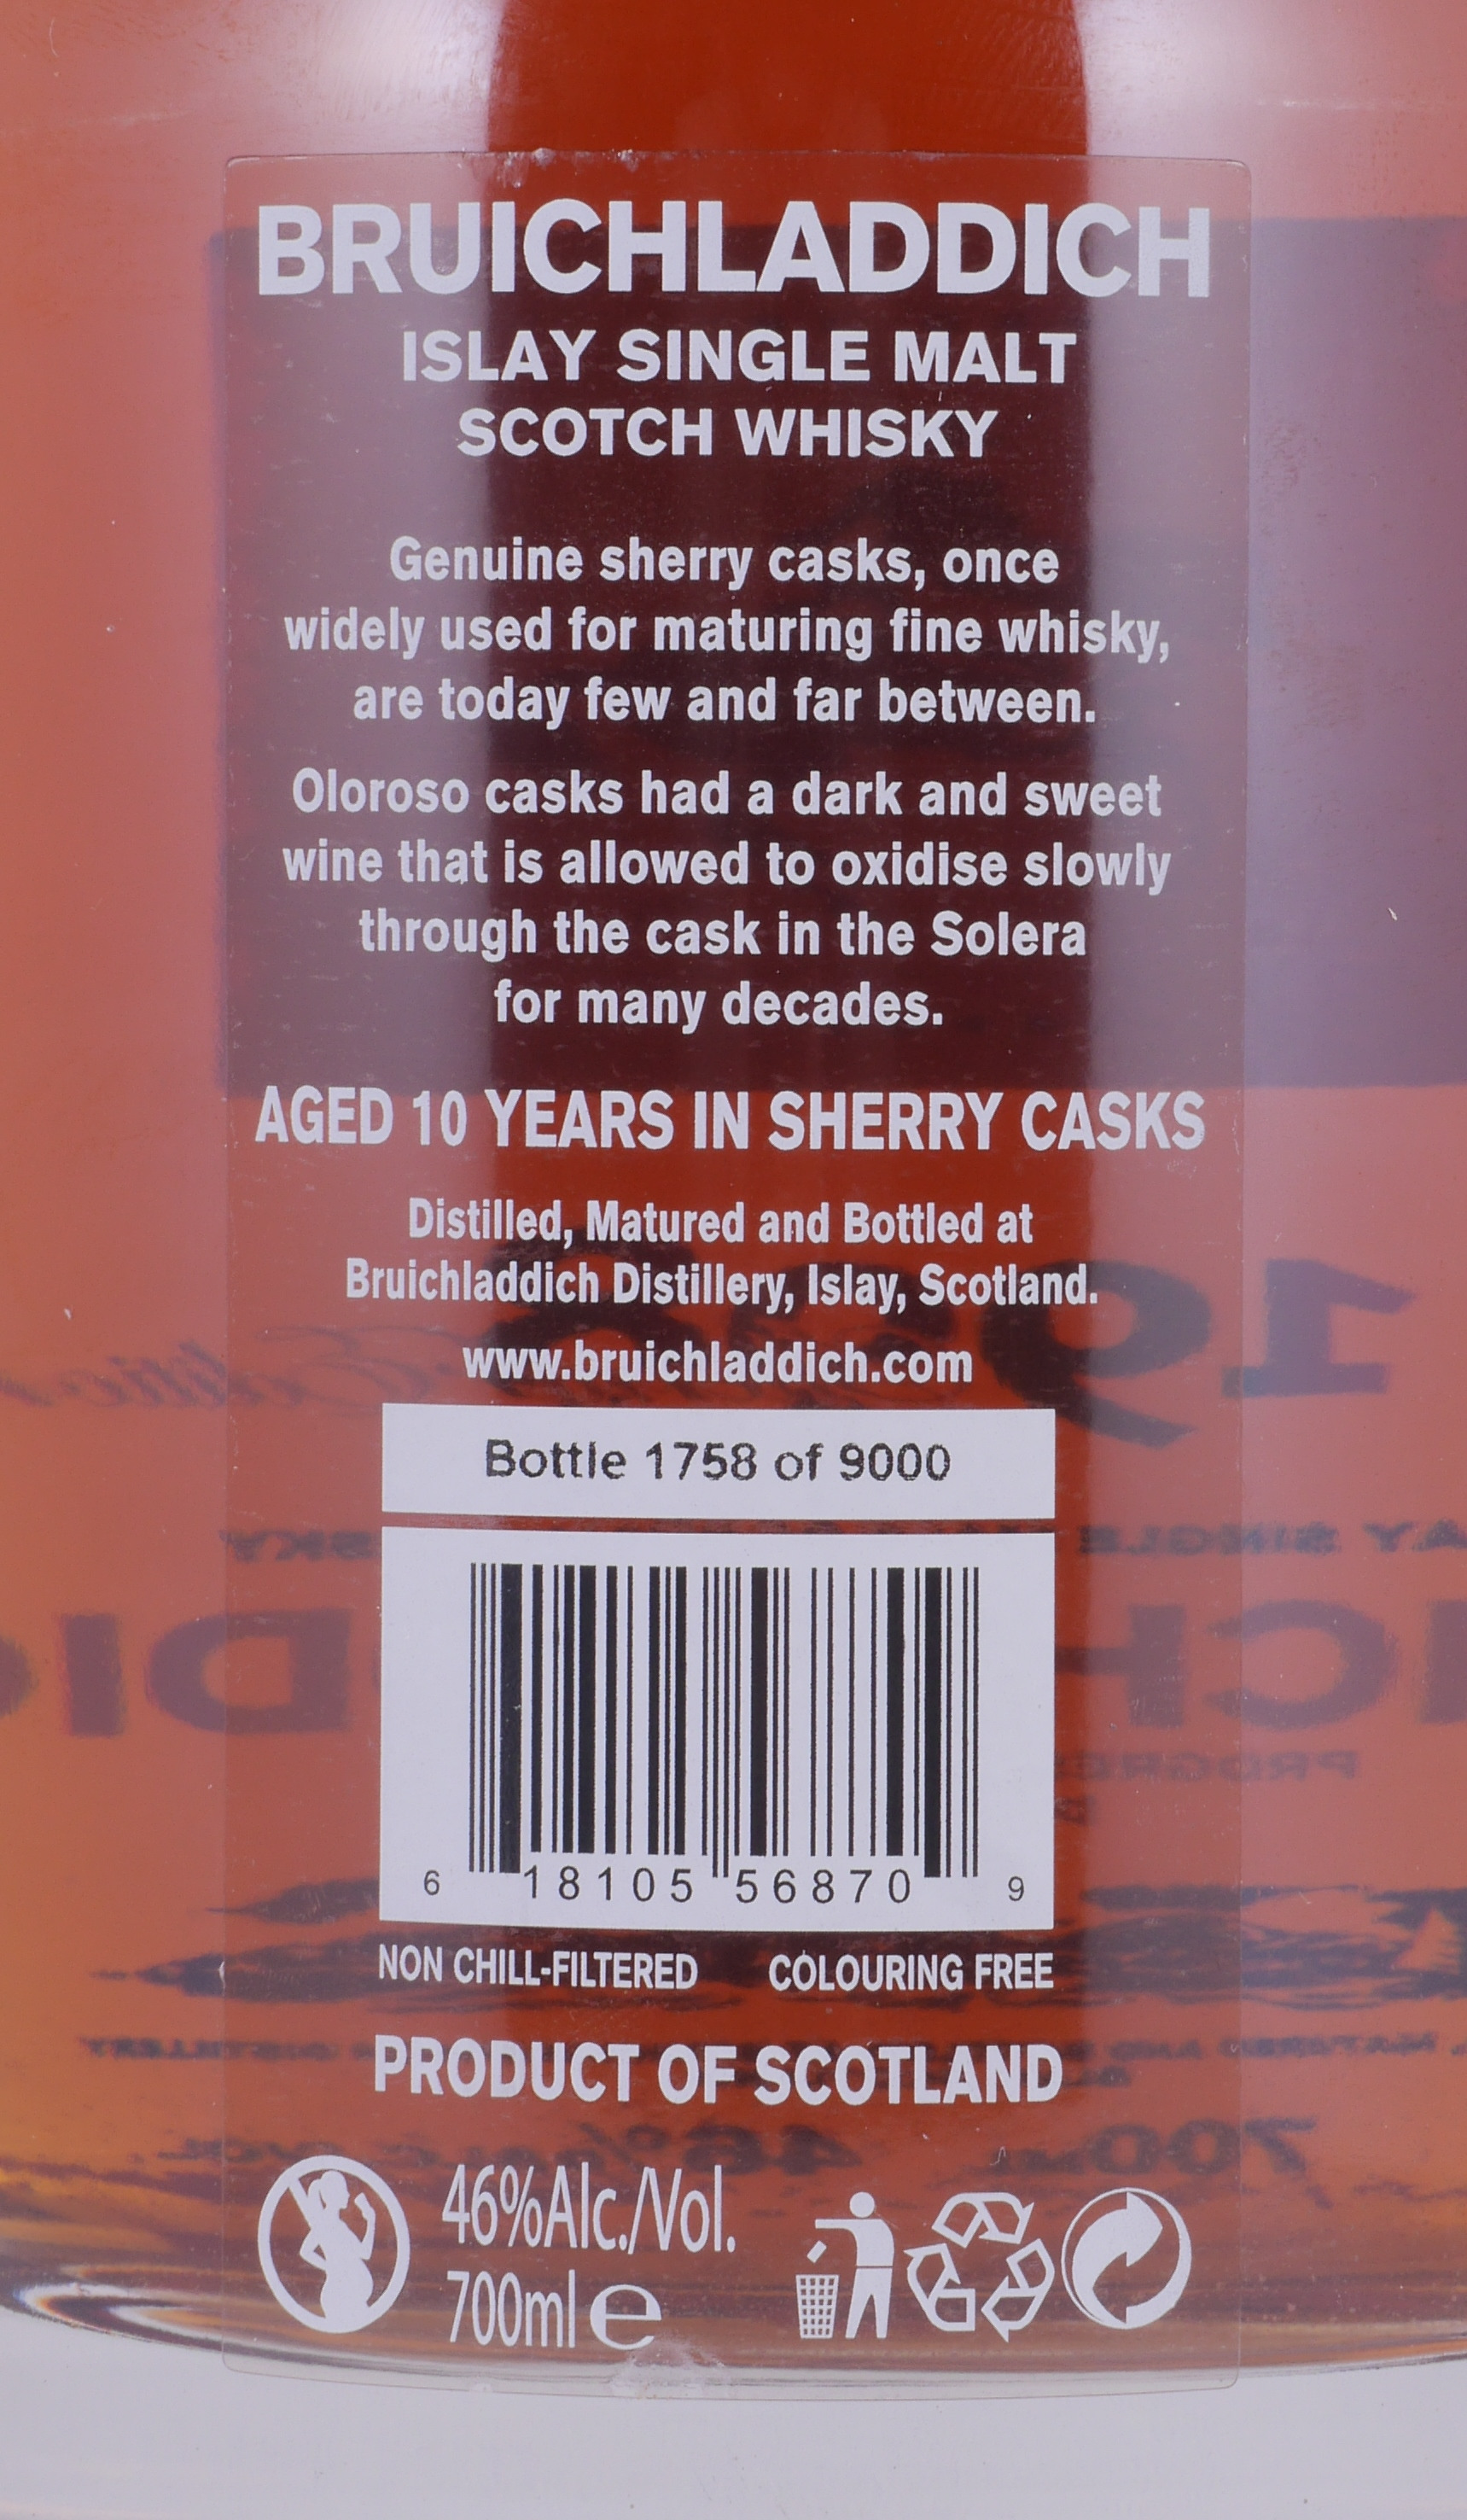 BRUICHLADDICH
ISLAY SINGLE MALT
SCOTCH WHISKY
Genuine sherry casks, once
widely used for maturing fine whisky,
are today few and far between.
Oloroso casks had a dark and sweet
wine that is allowed to oxidise slowly
through the cask in the Solera
for many decades.
AGED 10 YEARS IN SHERRY CASKS
Distilled, Matured and Bottled at
Bruichladdich Distillery, Islay, Scotland.
www.bruichladdich.com
Bottle 1758 of 9000
6 18105 56870 9
NON CHILL-FILTERED COLOURING FREE
PRODUCT OF SCOTLAND
46%Alc./Vol.
700ml e